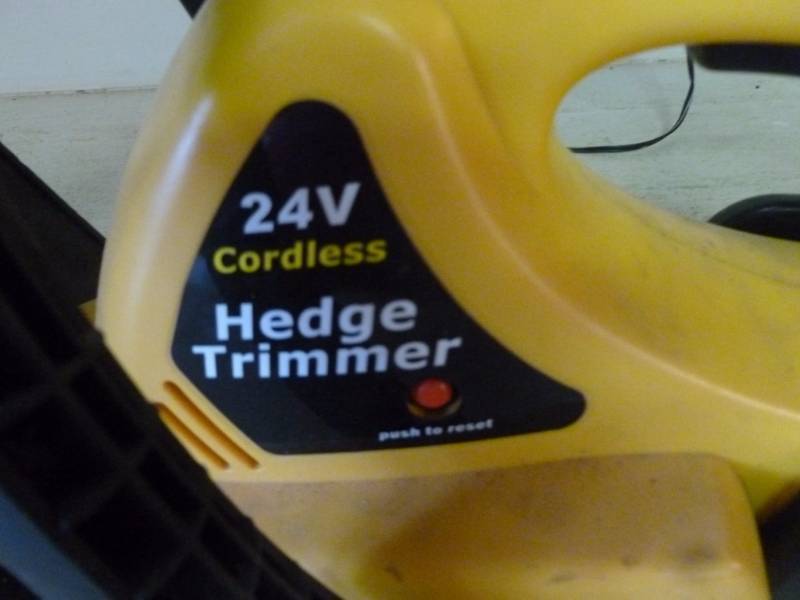 24V
Cordless
Hedge
Trimmer
push to reset